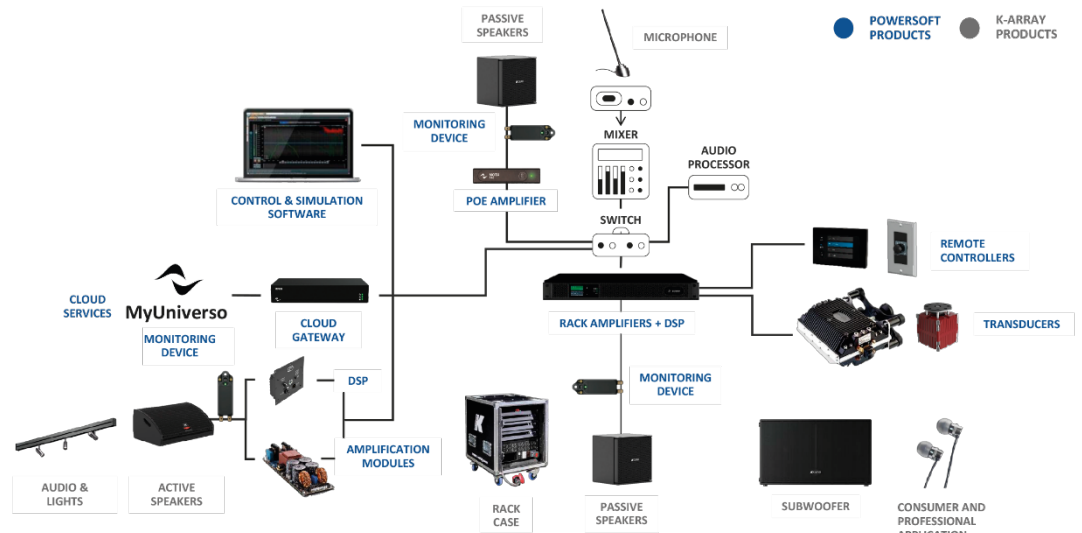 PASSIVE
SPEAKERS
MICROPHONE
POWERSOFT
PRODUCTS
K-ARRAY
PRODUCTS
MONITORING
DEVICE
MIXER
AUDIO
PROCESSOR
CONTROL & SIMULATION
SOFTWARE
POE AMPLIFIER
SWITCH
REMOTE
CONTROLLERS
CLOUD
SERVICES
MyUniverso
CLOUD
GATEWAY
RACK AMPLIFIERS + DSP
TRANSDUCERS
MONITORING
DEVICE
DSP
MONITORING
DEVICE
K
AMPLIFICATION
MODULES
AUDIO &
LIGHTS
ACTIVE
SPEAKERS
RACK
CASE
PASSIVE
SPEAKERS
SUBWOOFER
CONSUMER AND
PROFESSIONAL
APPLICATION